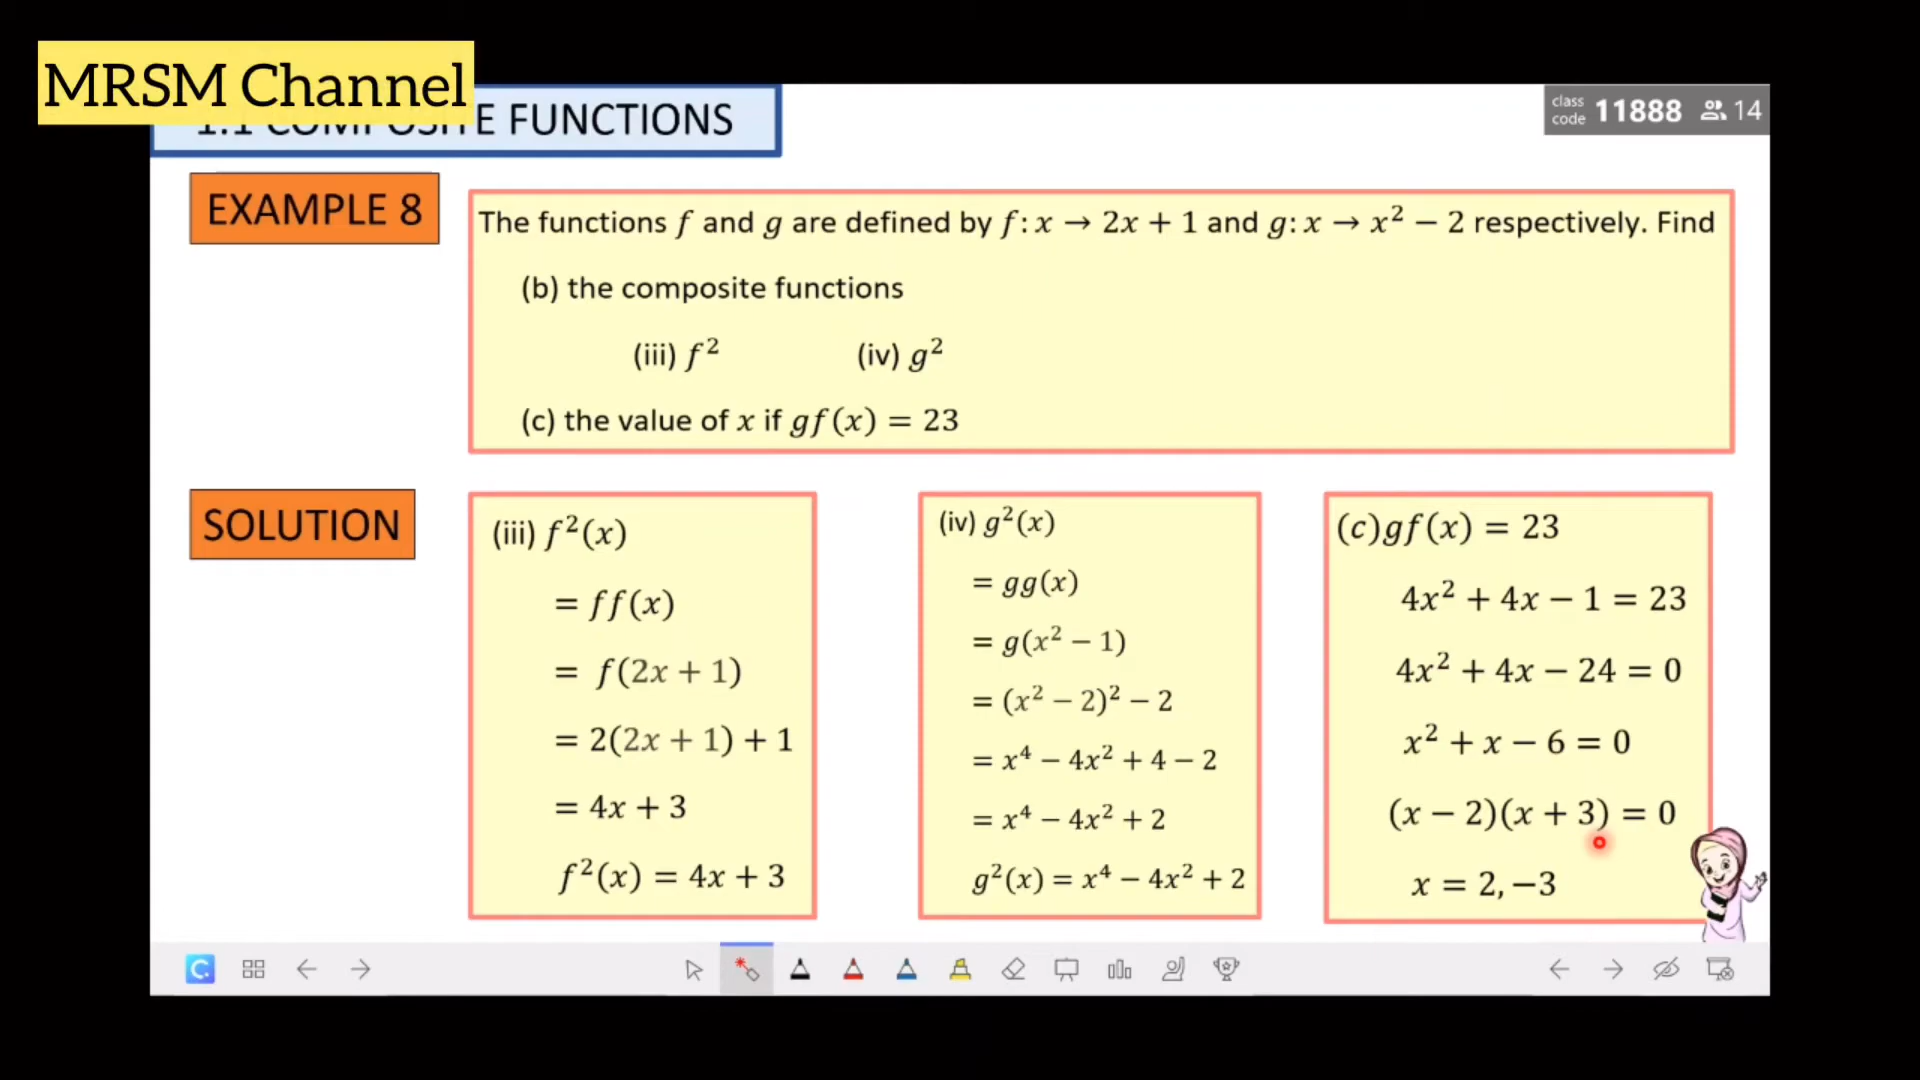 MRSM Channel
1.1 COMPOSITE FUNCTIONS
class code 11888 14
EXAMPLE 8
The functions f and g are defined by f: x → 2x + 1 and g: x → x² − 2 respectively. Find
(b) the composite functions
(iii) f² (iv) g²
(c) the value of x if gf(x) = 23
SOLUTION
(iii) f²(x)
= ff(x)
= f(2x + 1)
= 2(2x + 1) + 1
= 4x + 3
f²(x) = 4x + 3
(iv) g²(x)
= gg(x)
= g(x² − 1)
= (x² − 2)² − 2
= x⁴ − 4x² + 4 − 2
= x⁴ − 4x² + 2
g²(x) = x⁴ − 4x² + 2
(c)gf(x) = 23
4x² + 4x − 1 = 23
4x² + 4x − 24 = 0
x² + x − 6 = 0
(x − 2)(x + 3) = 0
x = 2, −3